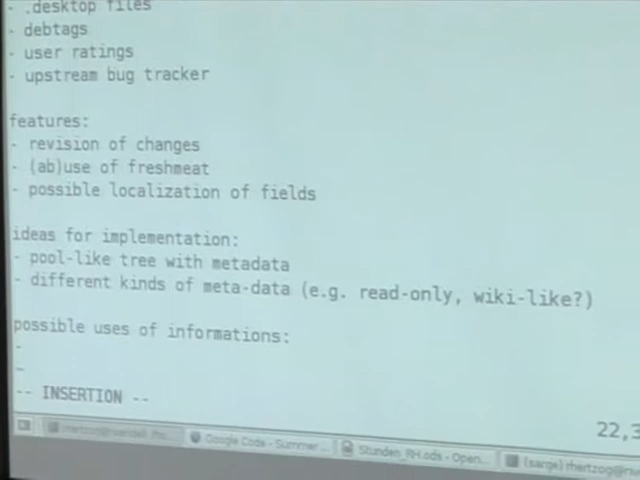 - .desktop files
- debtags
- user ratings
- upstream bug tracker
features:
- revision of changes
- (ab)use of freshmeat
- possible localization of fields
ideas for implementation:
- pool-like tree with metadata
- different kinds of meta-data (e.g. read-only, wiki-like?)
possible uses of informations:
-
~
-- INSERTION --
22,3
Google Code - Summer ...
Stunden_RH.ods - Open...
(sarge) rhertzog@